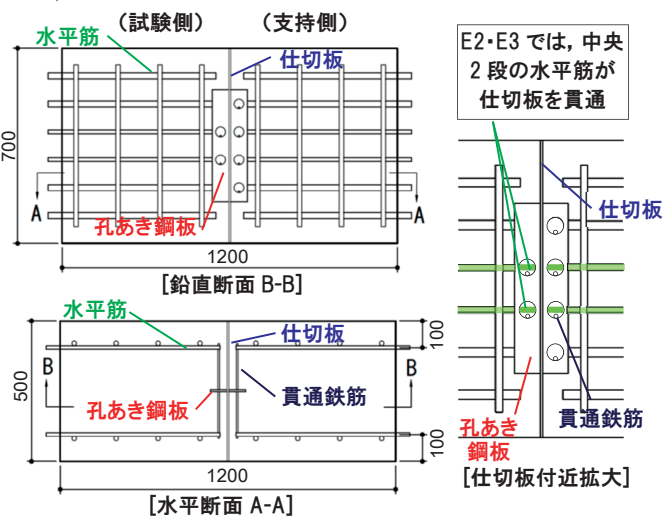 （試験側）
（支持側）
水平筋
仕切板
700
A
A
孔あき鋼板
1200
[鉛直断面 B-B]
水平筋
仕切板
100
500
B
B
孔あき鋼板
貫通鉄筋
100
1200
[水平断面 A-A]
E2・E3 では，中央
2 段の水平筋が
仕切板を貫通
仕切板
孔あき
鋼板
貫通鉄筋
[仕切板付近拡大]